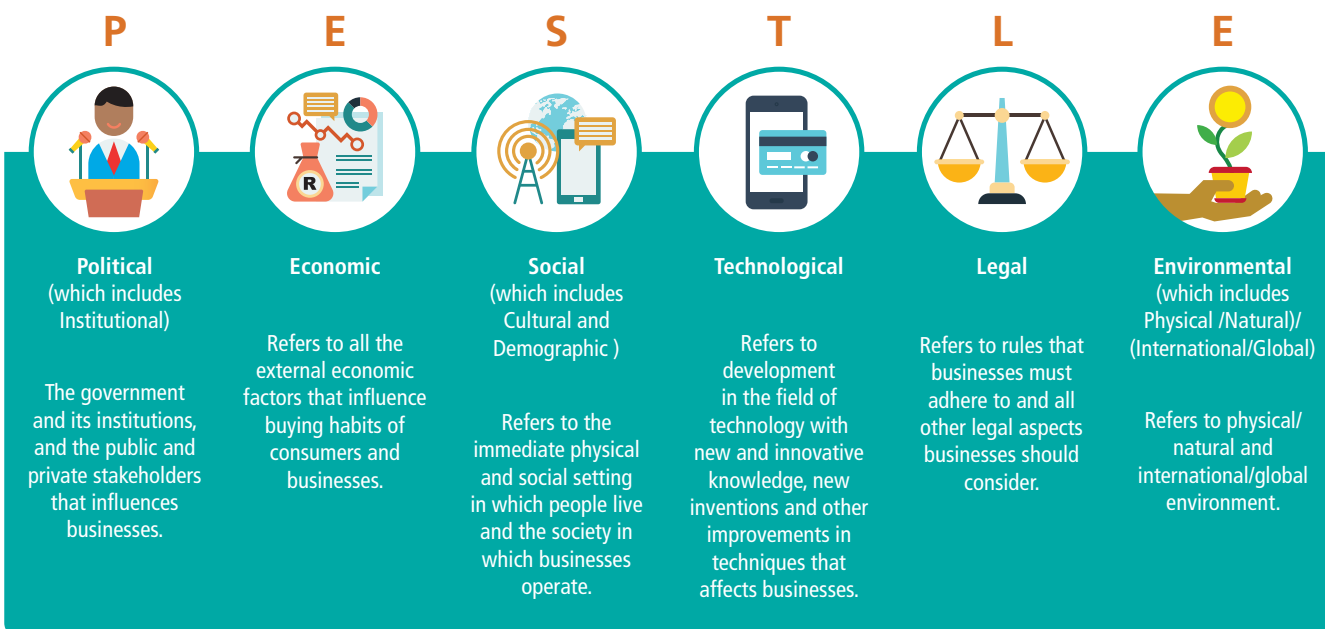 P
E
S
T
L
E
R
Political
(which includes
Institutional)
The government
and its institutions,
and the public and
private stakeholders
that influences
businesses.
Economic
Refers to all the
external economic
factors that influence
buying habits of
consumers and
businesses.
Social
(which includes
Cultural and
Demographic )
Refers to the
immediate physical
and social setting
in which people live
and the society in
which businesses
operate.
Technological
Refers to
development
in the field of
technology with
new and innovative
knowledge, new
inventions and other
improvements in
techniques that
affects businesses.
Legal
Refers to rules that
businesses must
adhere to and all
other legal aspects
businesses should
consider.
Environmental
(which includes
Physical /Natural)/
(International/Global)
Refers to physical/
natural and
international/global
environment.